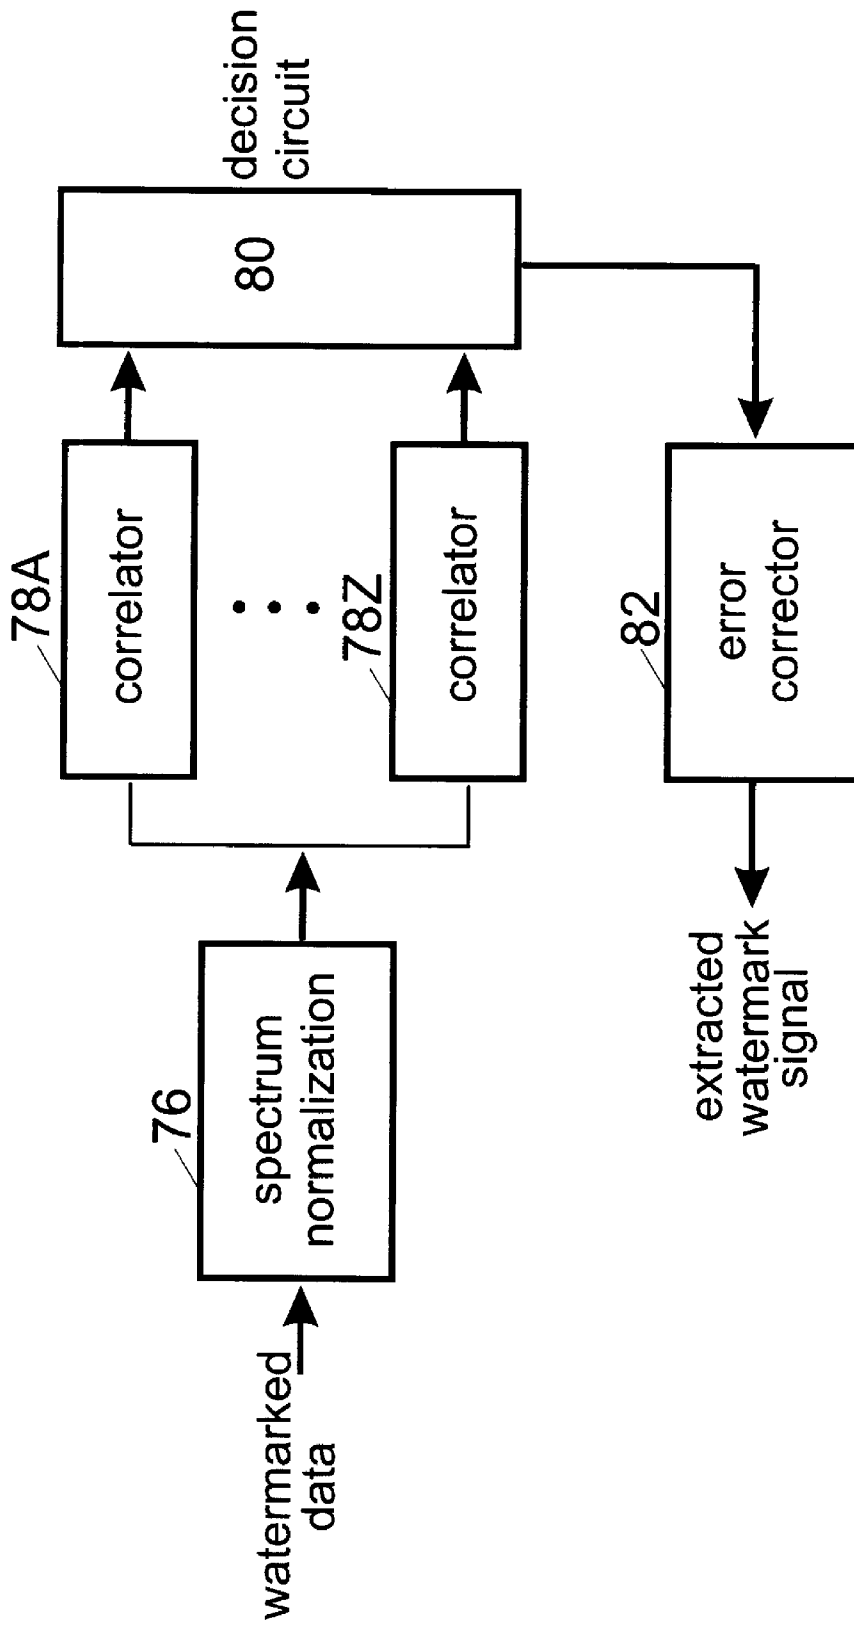 watermarked
data
76
spectrum
normalization
78A
correlator
78Z
correlator
80
decision
circuit
82
error
corrector
extracted
watermark
signal